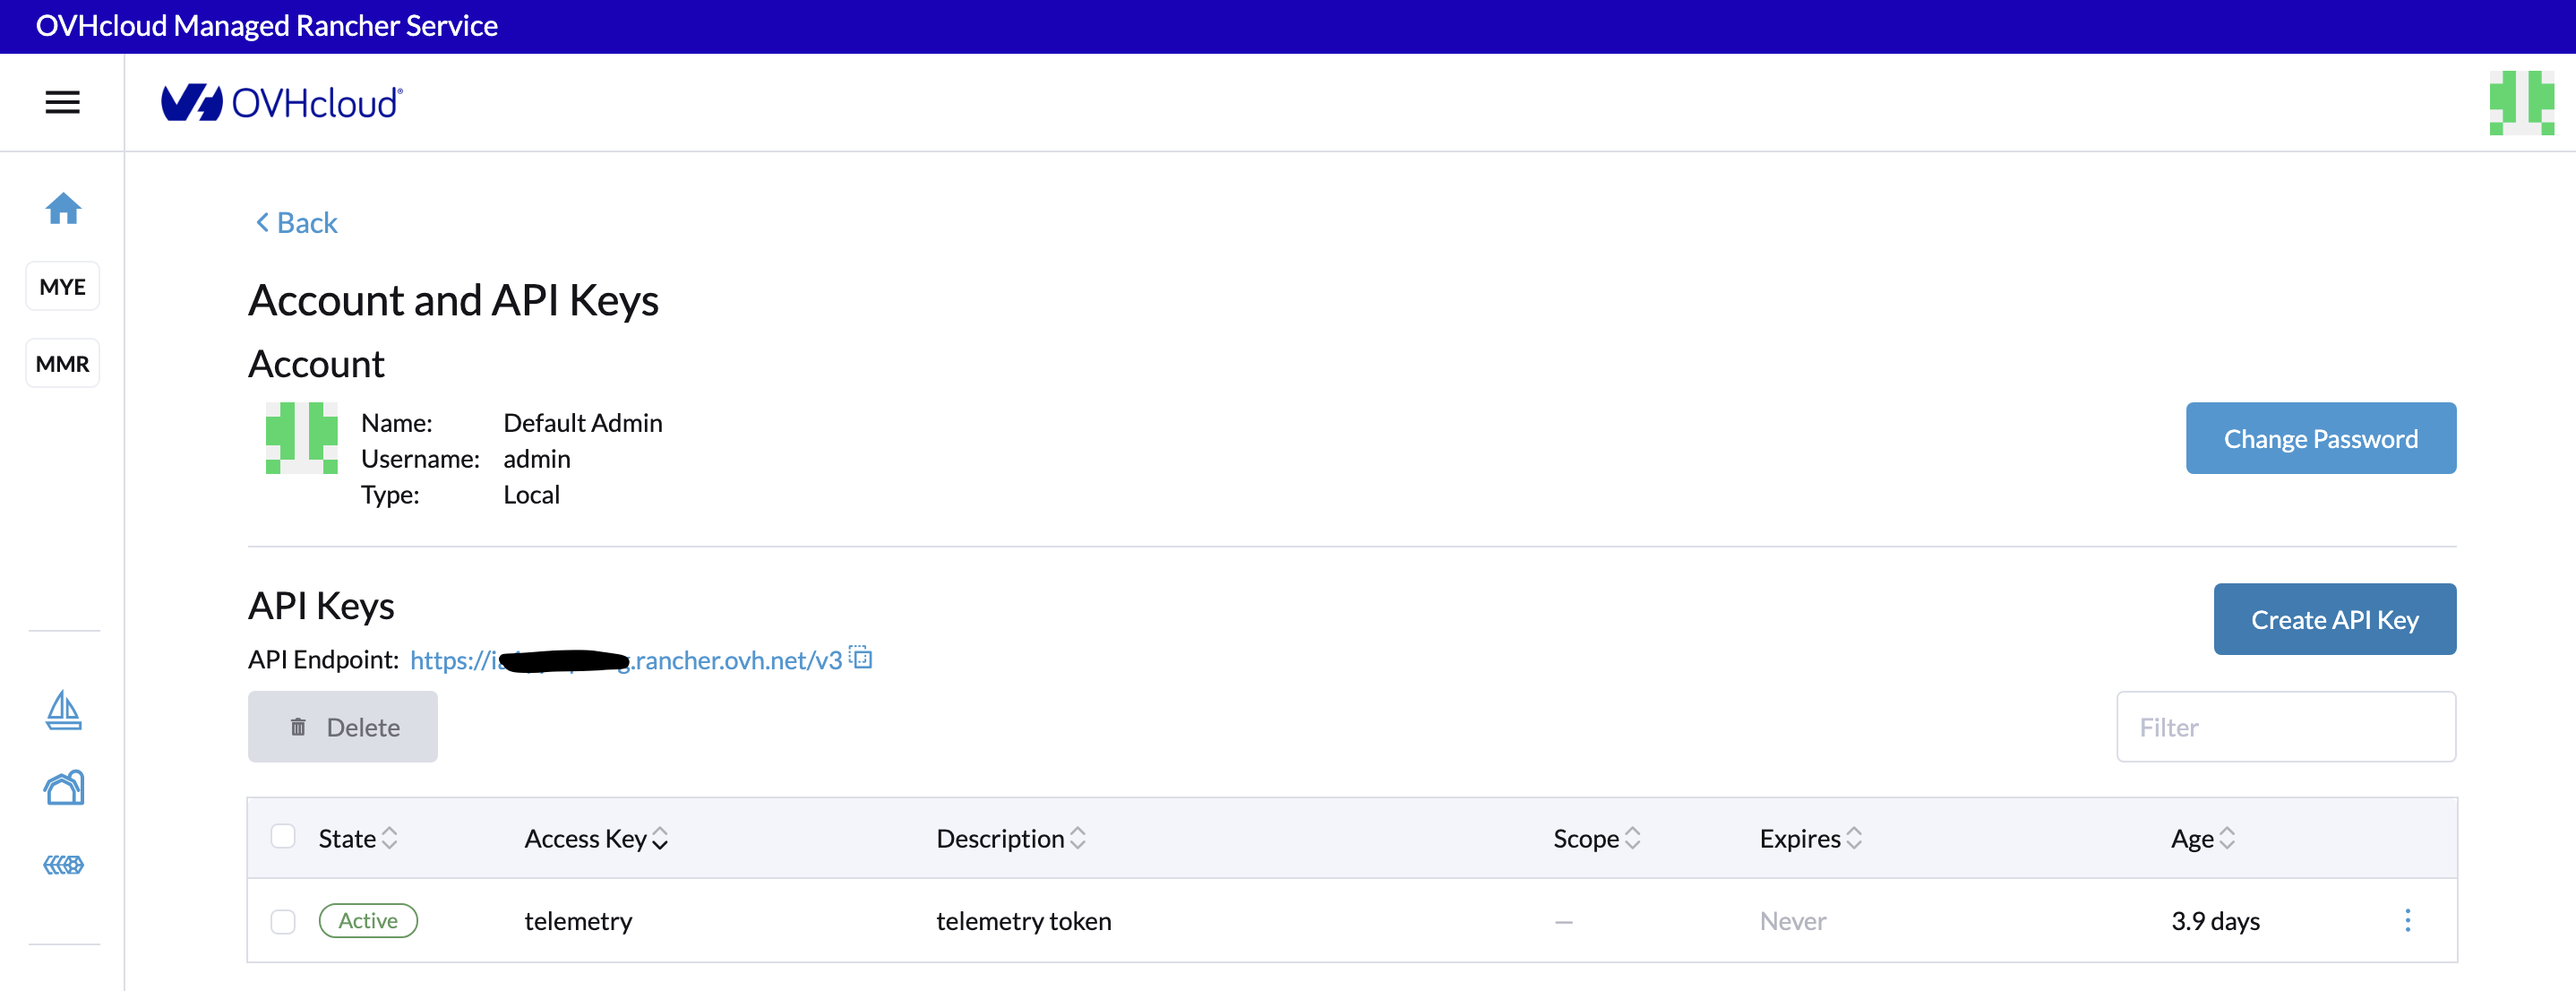 OVHcloud Managed Rancher Service
OVHcloud
Back
MYE
MMR
Account and API Keys
Account
Name: Default Admin
Username: admin
Type: Local
Change Password
API Keys
Create API Key
API Endpoint: https://i .rancher.ovh.net/v3
Delete
Filter
State Access Key Description Scope Expires Age
Active telemetry telemetry token — Never 3.9 days